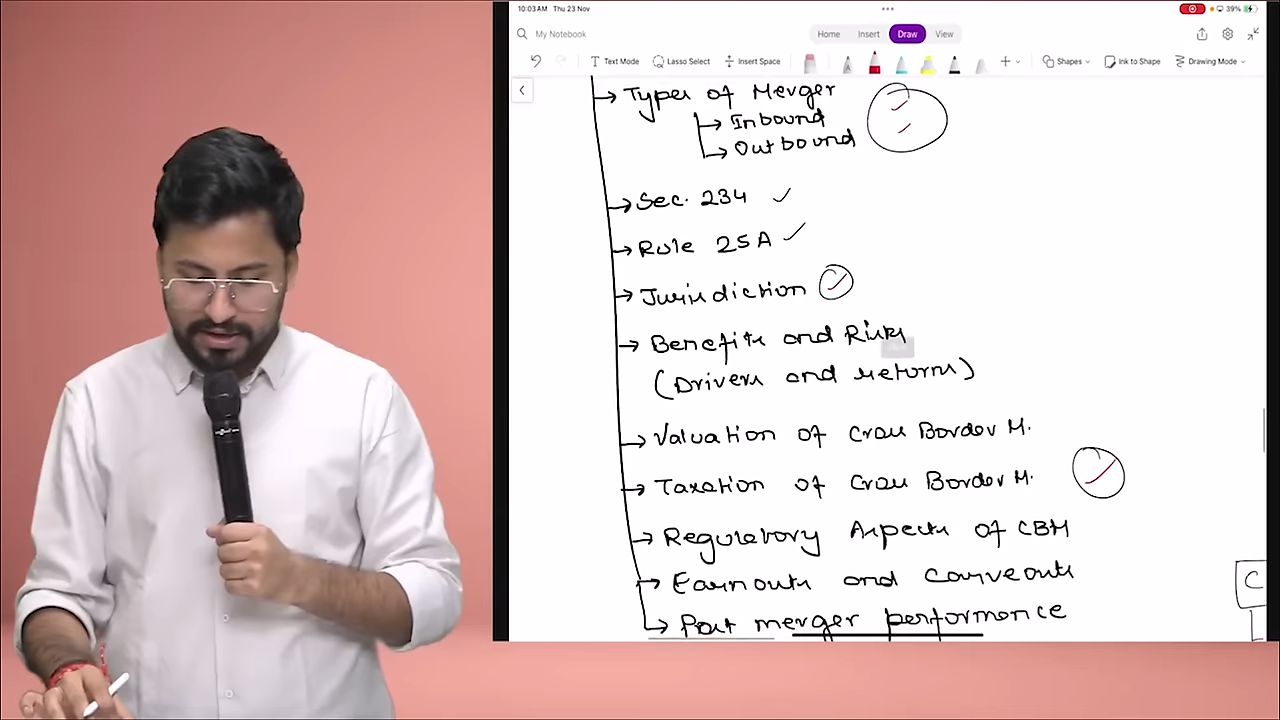 10:03 AM Thu 23 Nov
39%
My Notebook
Home Insert Draw View
Text Mode Lasso Select Insert Space Shapes Ink to Shape Drawing Mode
Types of Merger
Inbound
Outbound
Sec. 234
Rule 25A
Jurisdiction
Benefits and Risks
(Drivers and returns)
Valuation of Cross Border M.
Taxation of Cross Border M.
Regulatory Aspects of CBM
C
Earnouts and Carveouts
Post merger performance